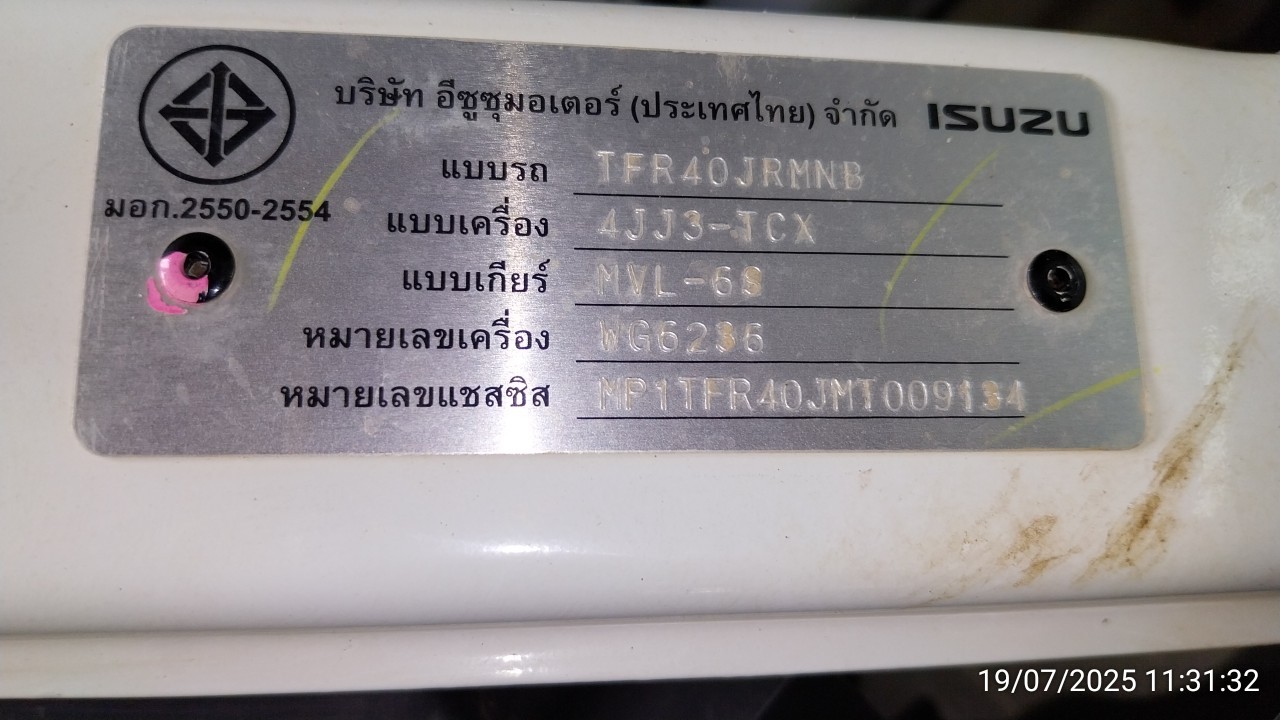 บริษัท อีซูซุมอเตอร์ (ประเทศไทย) จำกัด ISUZU
มอก.2550-2554
แบบรถ TFR40JRMNB
แบบเครื่อง 4JJ3-TCX
แบบเกียร์ MVL-6S
หมายเลขเครื่อง WG6236
หมายเลขแชสซิส MP1TFR40JMT009134
19/07/2025 11:31:32